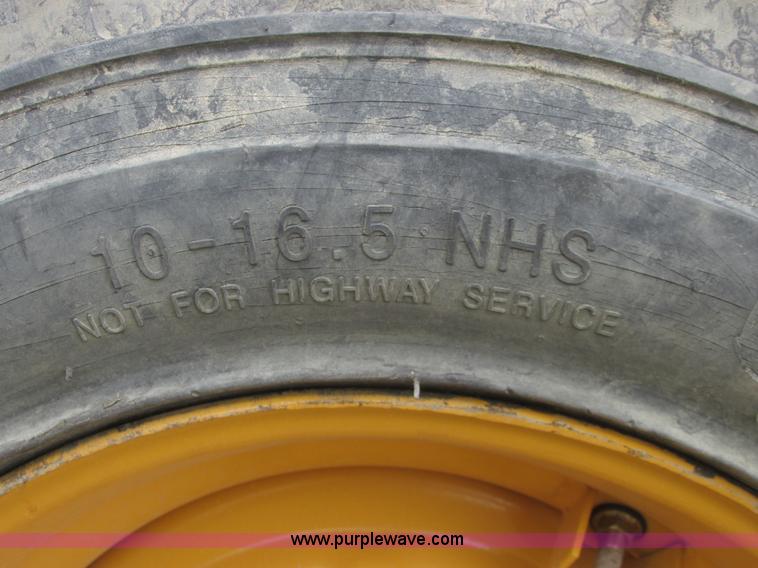 10-16.5 NHS
NOT FOR HIGHWAY SERVICE
www.purplewave.com